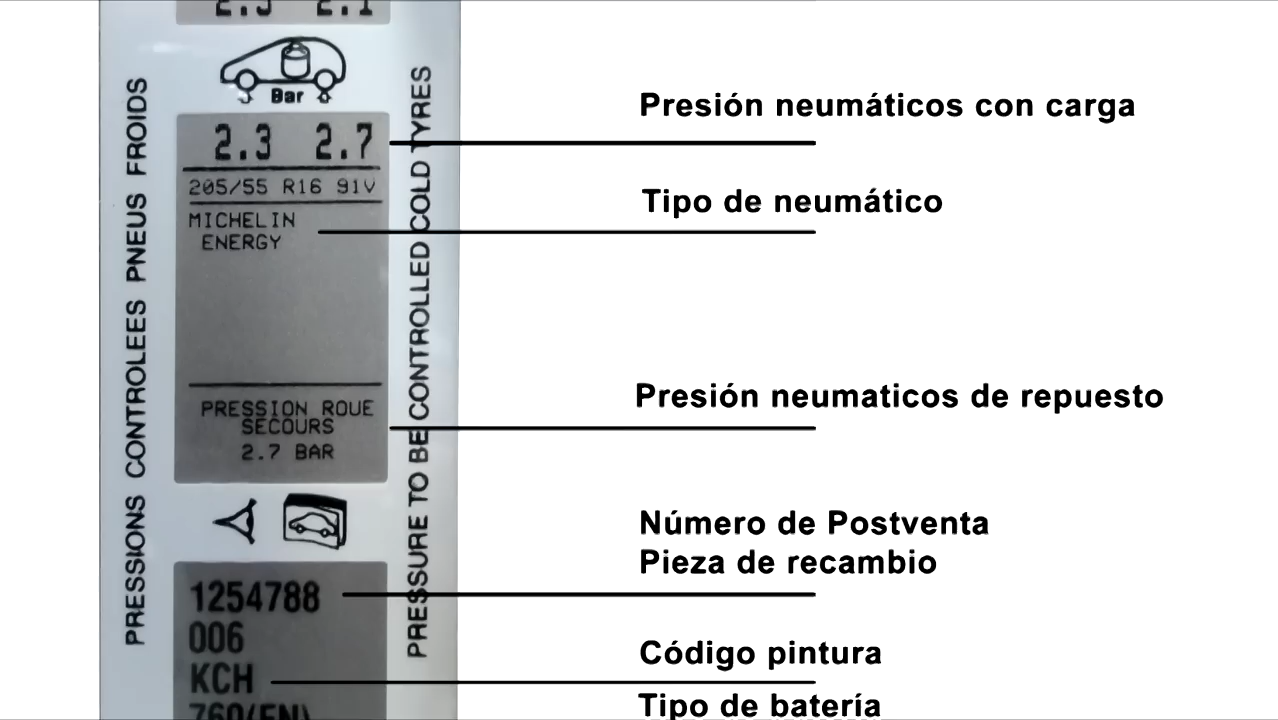 Bar
2.3 2.7
205/55 R16 91V
MICHELIN
ENERGY
PRESSION ROUE
SECOURS
2.7 BAR
1254788
006
KCH
760(EN)
PRESSIONS CONTROLEES PNEUS FROIDS
PRESSURE TO BE CONTROLLED COLD TYRES
Presión neumáticos con carga
Tipo de neumático
Presión neumaticos de repuesto
Número de Postventa
Pieza de recambio
Código pintura
Tipo de batería